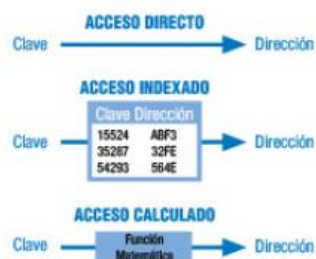 ACCESO DIRECTO
Clave Dirección
ACCESO INDEXADO
Clave Dirección
15524 ABF3
35287 32FE
54293 564E
Clave Dirección
ACCESO CALCULADO
Función
Matemática
Clave Dirección